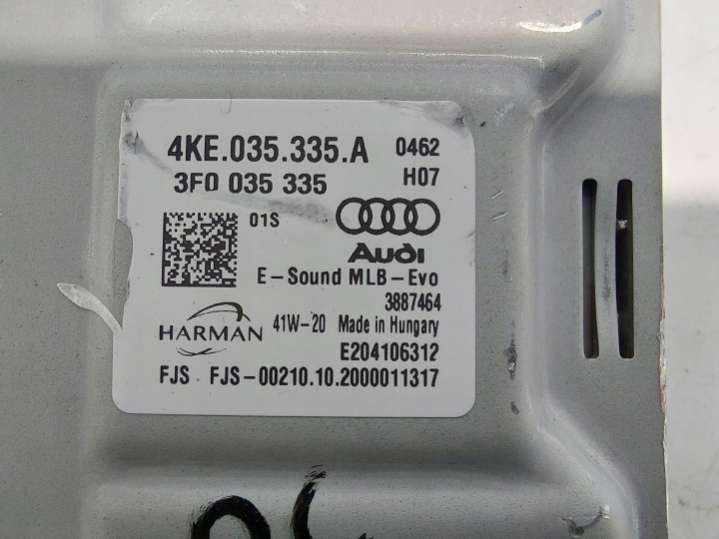 4KE.035.335.A 0462
3F0 035 335 H07
01S
Audi
E-Sound MLB-Evo
3887464
HARMAN 41W-20 Made in Hungary
E204106312
FJS FJS-00210.10.2000011317